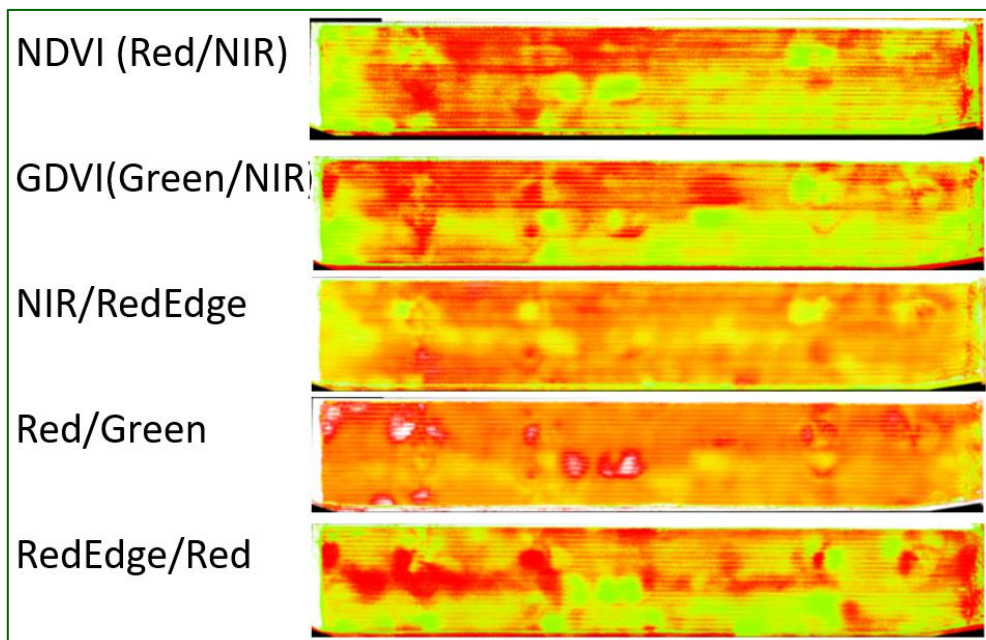 NDVI (Red/NIR)
GDVI(Green/NIR)
NIR/RedEdge
Red/Green
RedEdge/Red